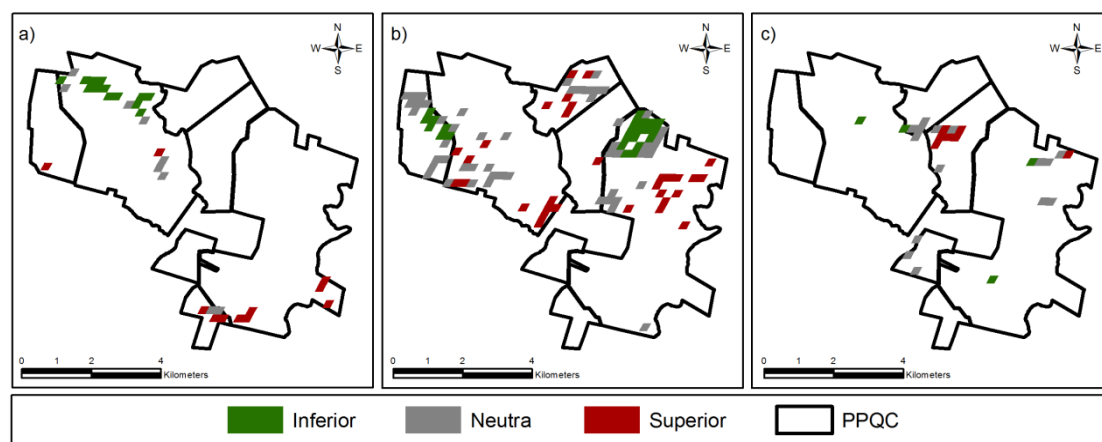 a)
N
W E
S
0 1 2 4
Kilometers
b)
N
W E
S
0 1 2 4
Kilometers
c)
N
W E
S
0 1 2 4
Kilometers
Inferior Neutra Superior PPQC